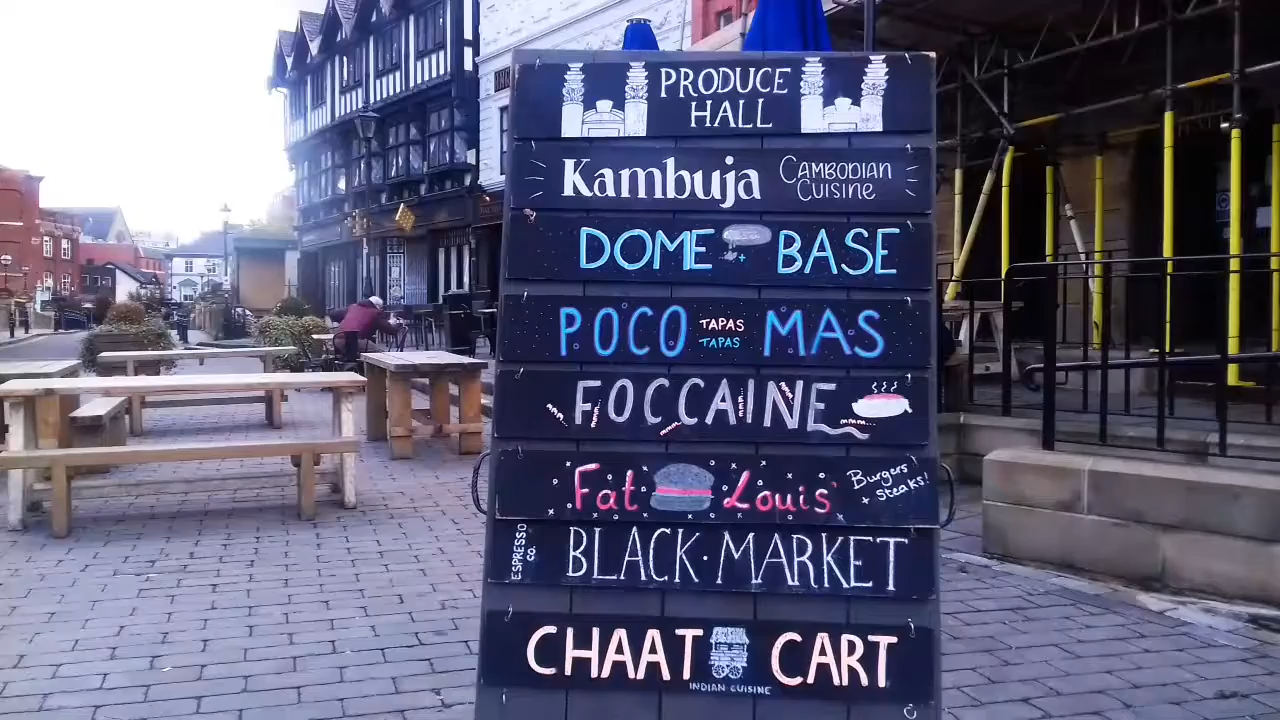 PRODUCE
HALL
Kambuja CAMBODIAN
CUISINE
DOME + BASE
POCO TAPAS MAS
TAPAS
FOCCAINE
mmm...
Fat Louis' Burgers
+ steaks!
ESPRESSO
CO.
BLACK·MARKET
CHAAT CART
INDIAN CUISINE